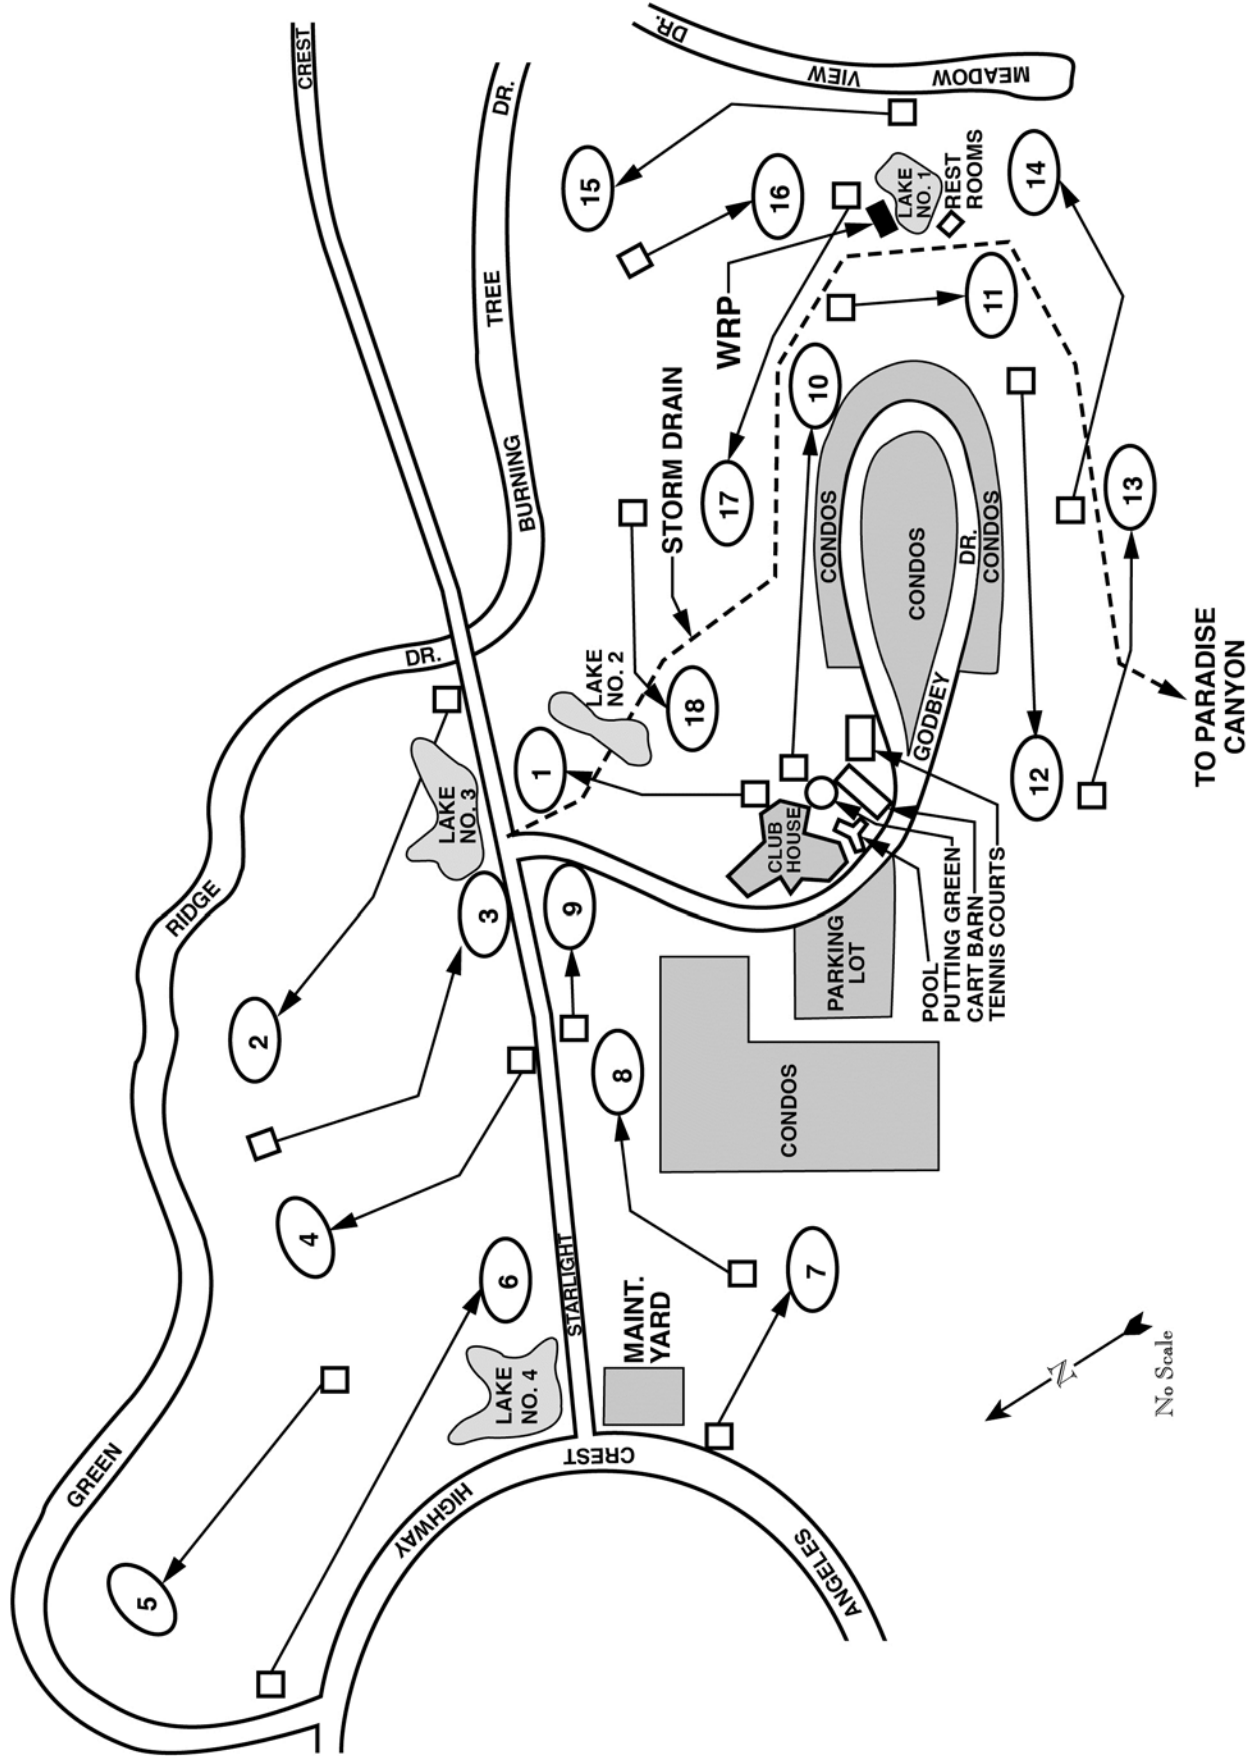 GREEN
5
RIDGE
2
CREST
4
DR.
HIGHWAY
LAKE
NO. 3
3
TREE
DR.
6
LAKE
NO. 4
BURNING
1
STARLIGHT
9
15
CREST
LAKE
NO. 2
8
MAINT.
YARD
STORM DRAIN
DR.
18
17
WRP
16
CLUB
HOUSE
CONDOS
7
10
ANGELES
CONDOS
VIEW
PARKING
LOT
CONDOS
LAKE
NO. 1
GODBEY
DR.
POOL
PUTTING GREEN
CART BARN
TENNIS COURTS
CONDOS
11
REST
ROOMS
MEADOW
12
14
N
13
No Scale
TO PARADISE
CANYON